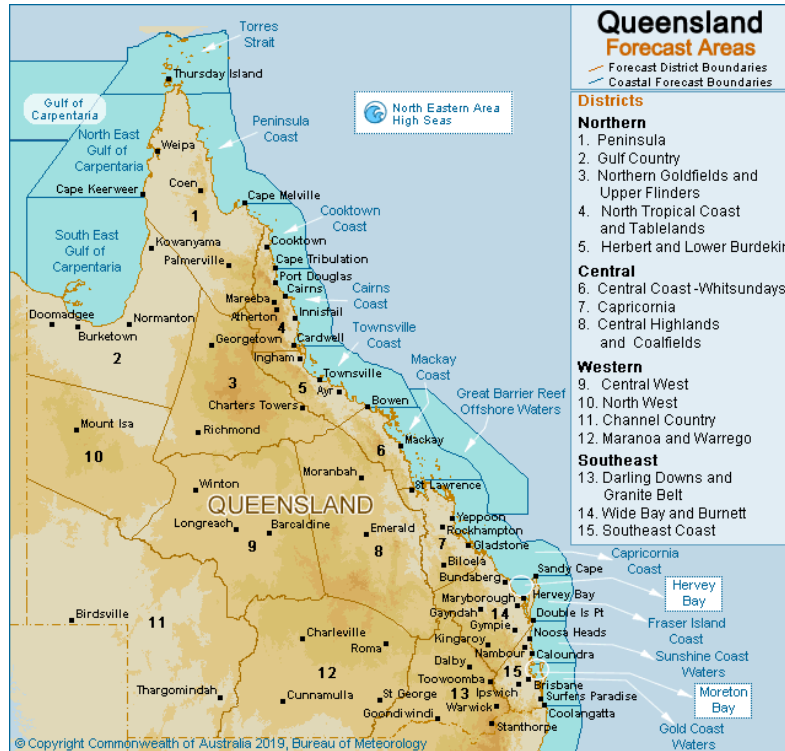 Queensland
Forecast Areas
Forecast District Boundaries
Coastal Forecast Boundaries
Districts
Northern
1. Peninsula
2. Gulf Country
3. Northern Goldfields and
Upper Flinders
4. North Tropical Coast
and Tablelands
5. Herbert and Lower Burdekin
Central
6. Central Coast-Whitsundays
7. Capricornia
8. Central Highlands
and Coalfields
Western
9. Central West
10. North West
11. Channel Country
12. Maranoa and Warrego
Southeast
13. Darling Downs and
Granite Belt
14. Wide Bay and Burnett
15. Southeast Coast
Torres
Strait
Thursday Island
Gulf of
Carpentaria
North Eastern Area
High Seas
Peninsula
Coast
North East
Gulf of
Carpentaria
Weipa
Coen
Cape Keerweer
1
Cape Melville
Cooktown
Coast
South East
Gulf of
Carpentaria
Kowanyama
Cooktown
Palmerville
Cape Tribulation
Port Douglas
Cairns
Cairns
Coast
Mareeba
Atherton
Innisfail
4
Doomadgee
Burketown
Normanton
2
Georgetown
Cardwell
Ingham
Townsville
Coast
3
5
Townsville
Ayr
Mackay
Coast
Great Barrier Reef
Offshore Waters
Charters Towers
Bowen
Mount Isa
10
Richmond
Mackay
6
Winton
Moranbah
St Lawrence
QUEENSLAND
Longreach
Barcaldine
9
Emerald
8
Yeppoon
Rockhampton
7
Gladstone
Capricornia
Coast
Biloela
Bundaberg
Sandy Cape
Hervey
Bay
Maryborough
Hervey Bay
Gayndah
14
Double Is Pt
Fraser Island
Coast
Birdsville
11
Charleville
Roma
Gympie
Kingaroy
Noosa Heads
Nambour
Caloundra
Sunshine Coast
Waters
12
Dalby
Toowoomba
15
Brisbane
Moreton
Bay
Thargomindah
Cunnamulla
St George
13
Ipswich
Warwick
Surfers Paradise
Coolangatta
Goondiwindi
Stanthorpe
Gold Coast
Waters
© Copyright Commonwealth of Australia 2019, Bureau of Meteorology